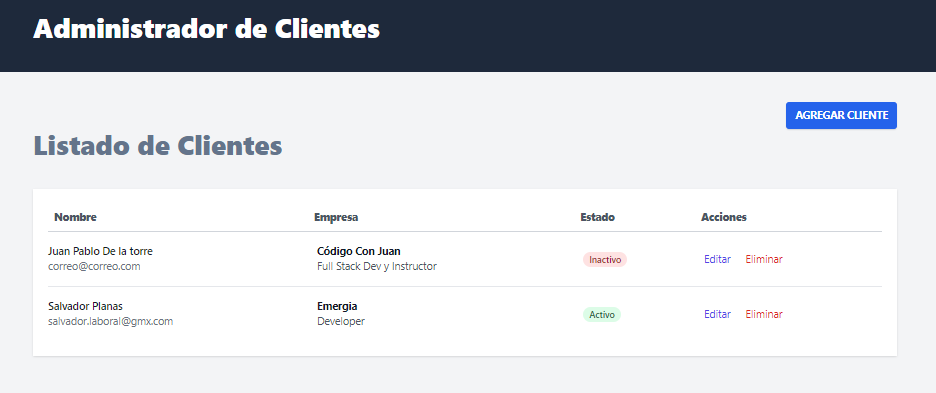 Administrador de Clientes
AGREGAR CLIENTE
Listado de Clientes
Nombre Empresa Estado Acciones
Juan Pablo De la torre Código Con Juan
correo@correo.com Full Stack Dev y Instructor Inactivo Editar Eliminar
Salvador Planas Emergia
salvador.laboral@gmx.com Developer Activo Editar Eliminar